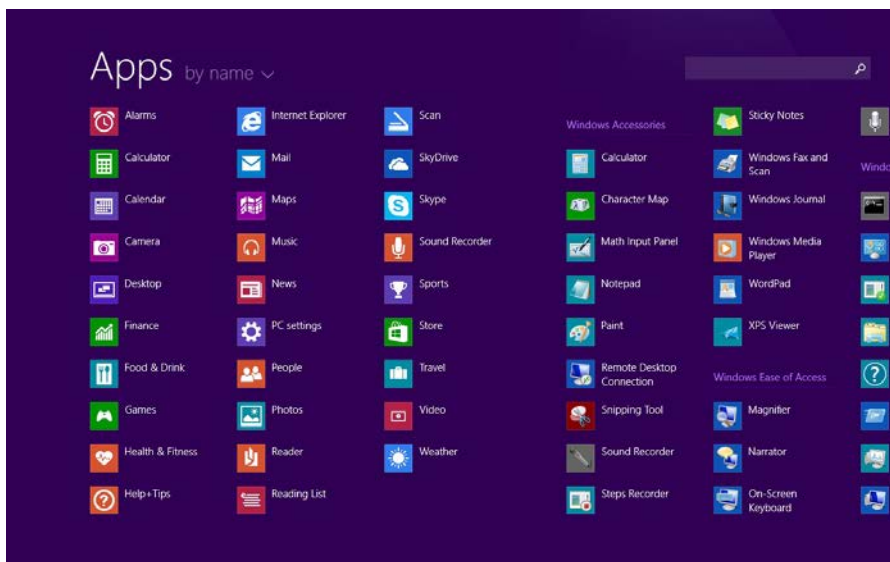 Apps by name
Alarms
Calculator
Calendar
Camera
Desktop
Finance
Food & Drink
Games
Health & Fitness
Help+Tips
Internet Explorer
Mail
Maps
Music
News
PC settings
People
Photos
Reader
Reading List
Scan
SkyDrive
Skype
Sound Recorder
Sports
Store
Travel
Video
Weather
Windows Accessories
Calculator
Character Map
Math Input Panel
Notepad
Paint
Remote Desktop
Connection
Snipping Tool
Sound Recorder
Steps Recorder
Sticky Notes
Windows Fax and
Scan
Windows Journal
Windows Media
Player
WordPad
XPS Viewer
Windows Ease of Access
Magnifier
Narrator
On-Screen
Keyboard